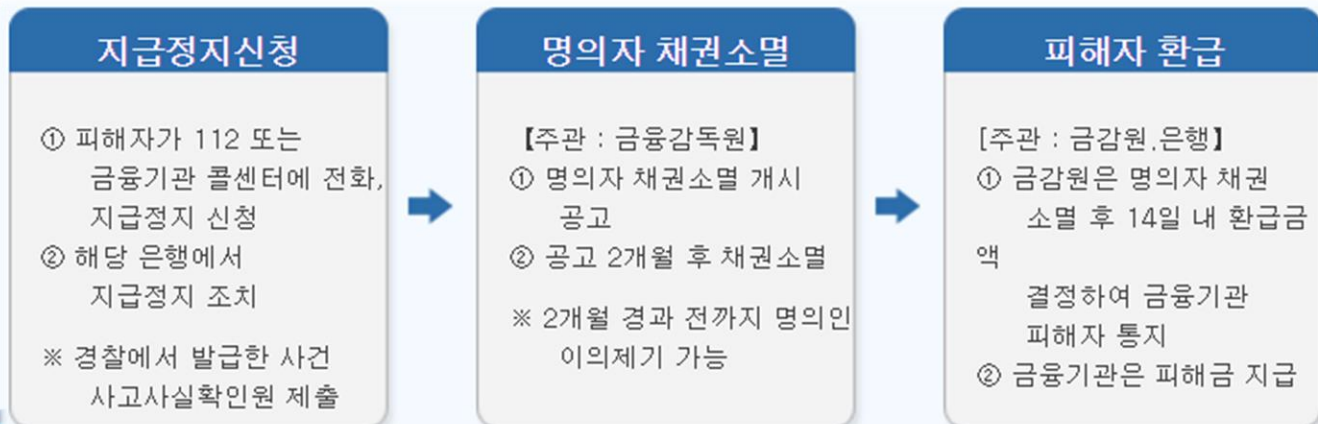 지급정지신청
① 피해자가 112 또는
금융기관 콜센터에 전화,
지급정지 신청
② 해당 은행에서
지급정지 조치
※ 경찰에서 발급한 사건
사고사실확인원 제출
명의자 채권소멸
【주관 : 금융감독원】
① 명의자 채권소멸 개시
공고
② 공고 2개월 후 채권소멸
※ 2개월 경과 전까지 명의인
이의제기 가능
피해자 환급
[주관 : 금감원.은행】
① 금감원은 명의자 채권
소멸 후 14일 내 환급금
액
결정하여 금융기관
피해자 통지
② 금융기관은 피해금 지급